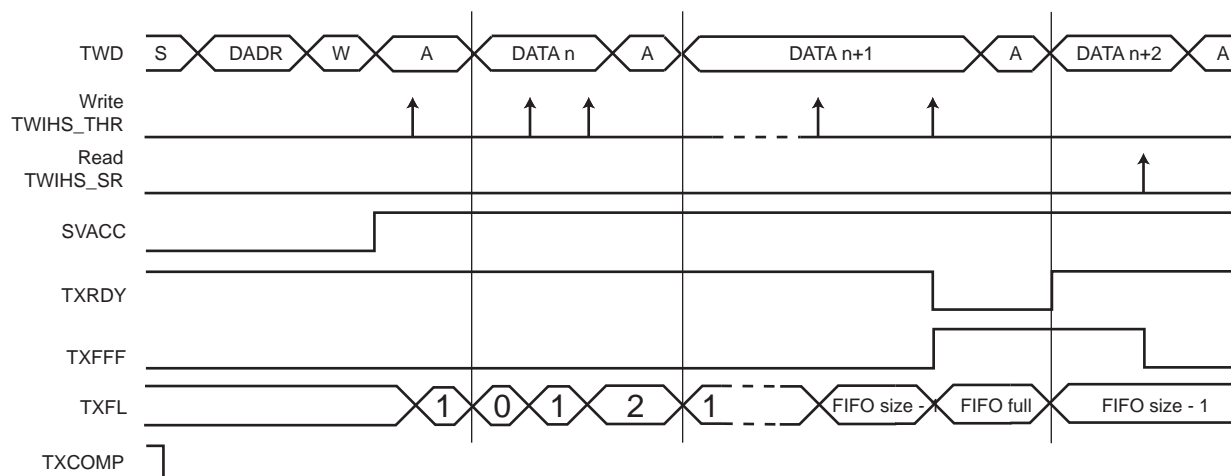 TWD S DADR W A DATA n A DATA n+1 A DATA n+2 A
Write
TWIHS_THR
Read
TWIHS_SR
SVACC
TXRDY
TXFFF
TXFL 1 0 1 2 1 FIFO size - 1 FIFO full FIFO size - 1
TXCOMP